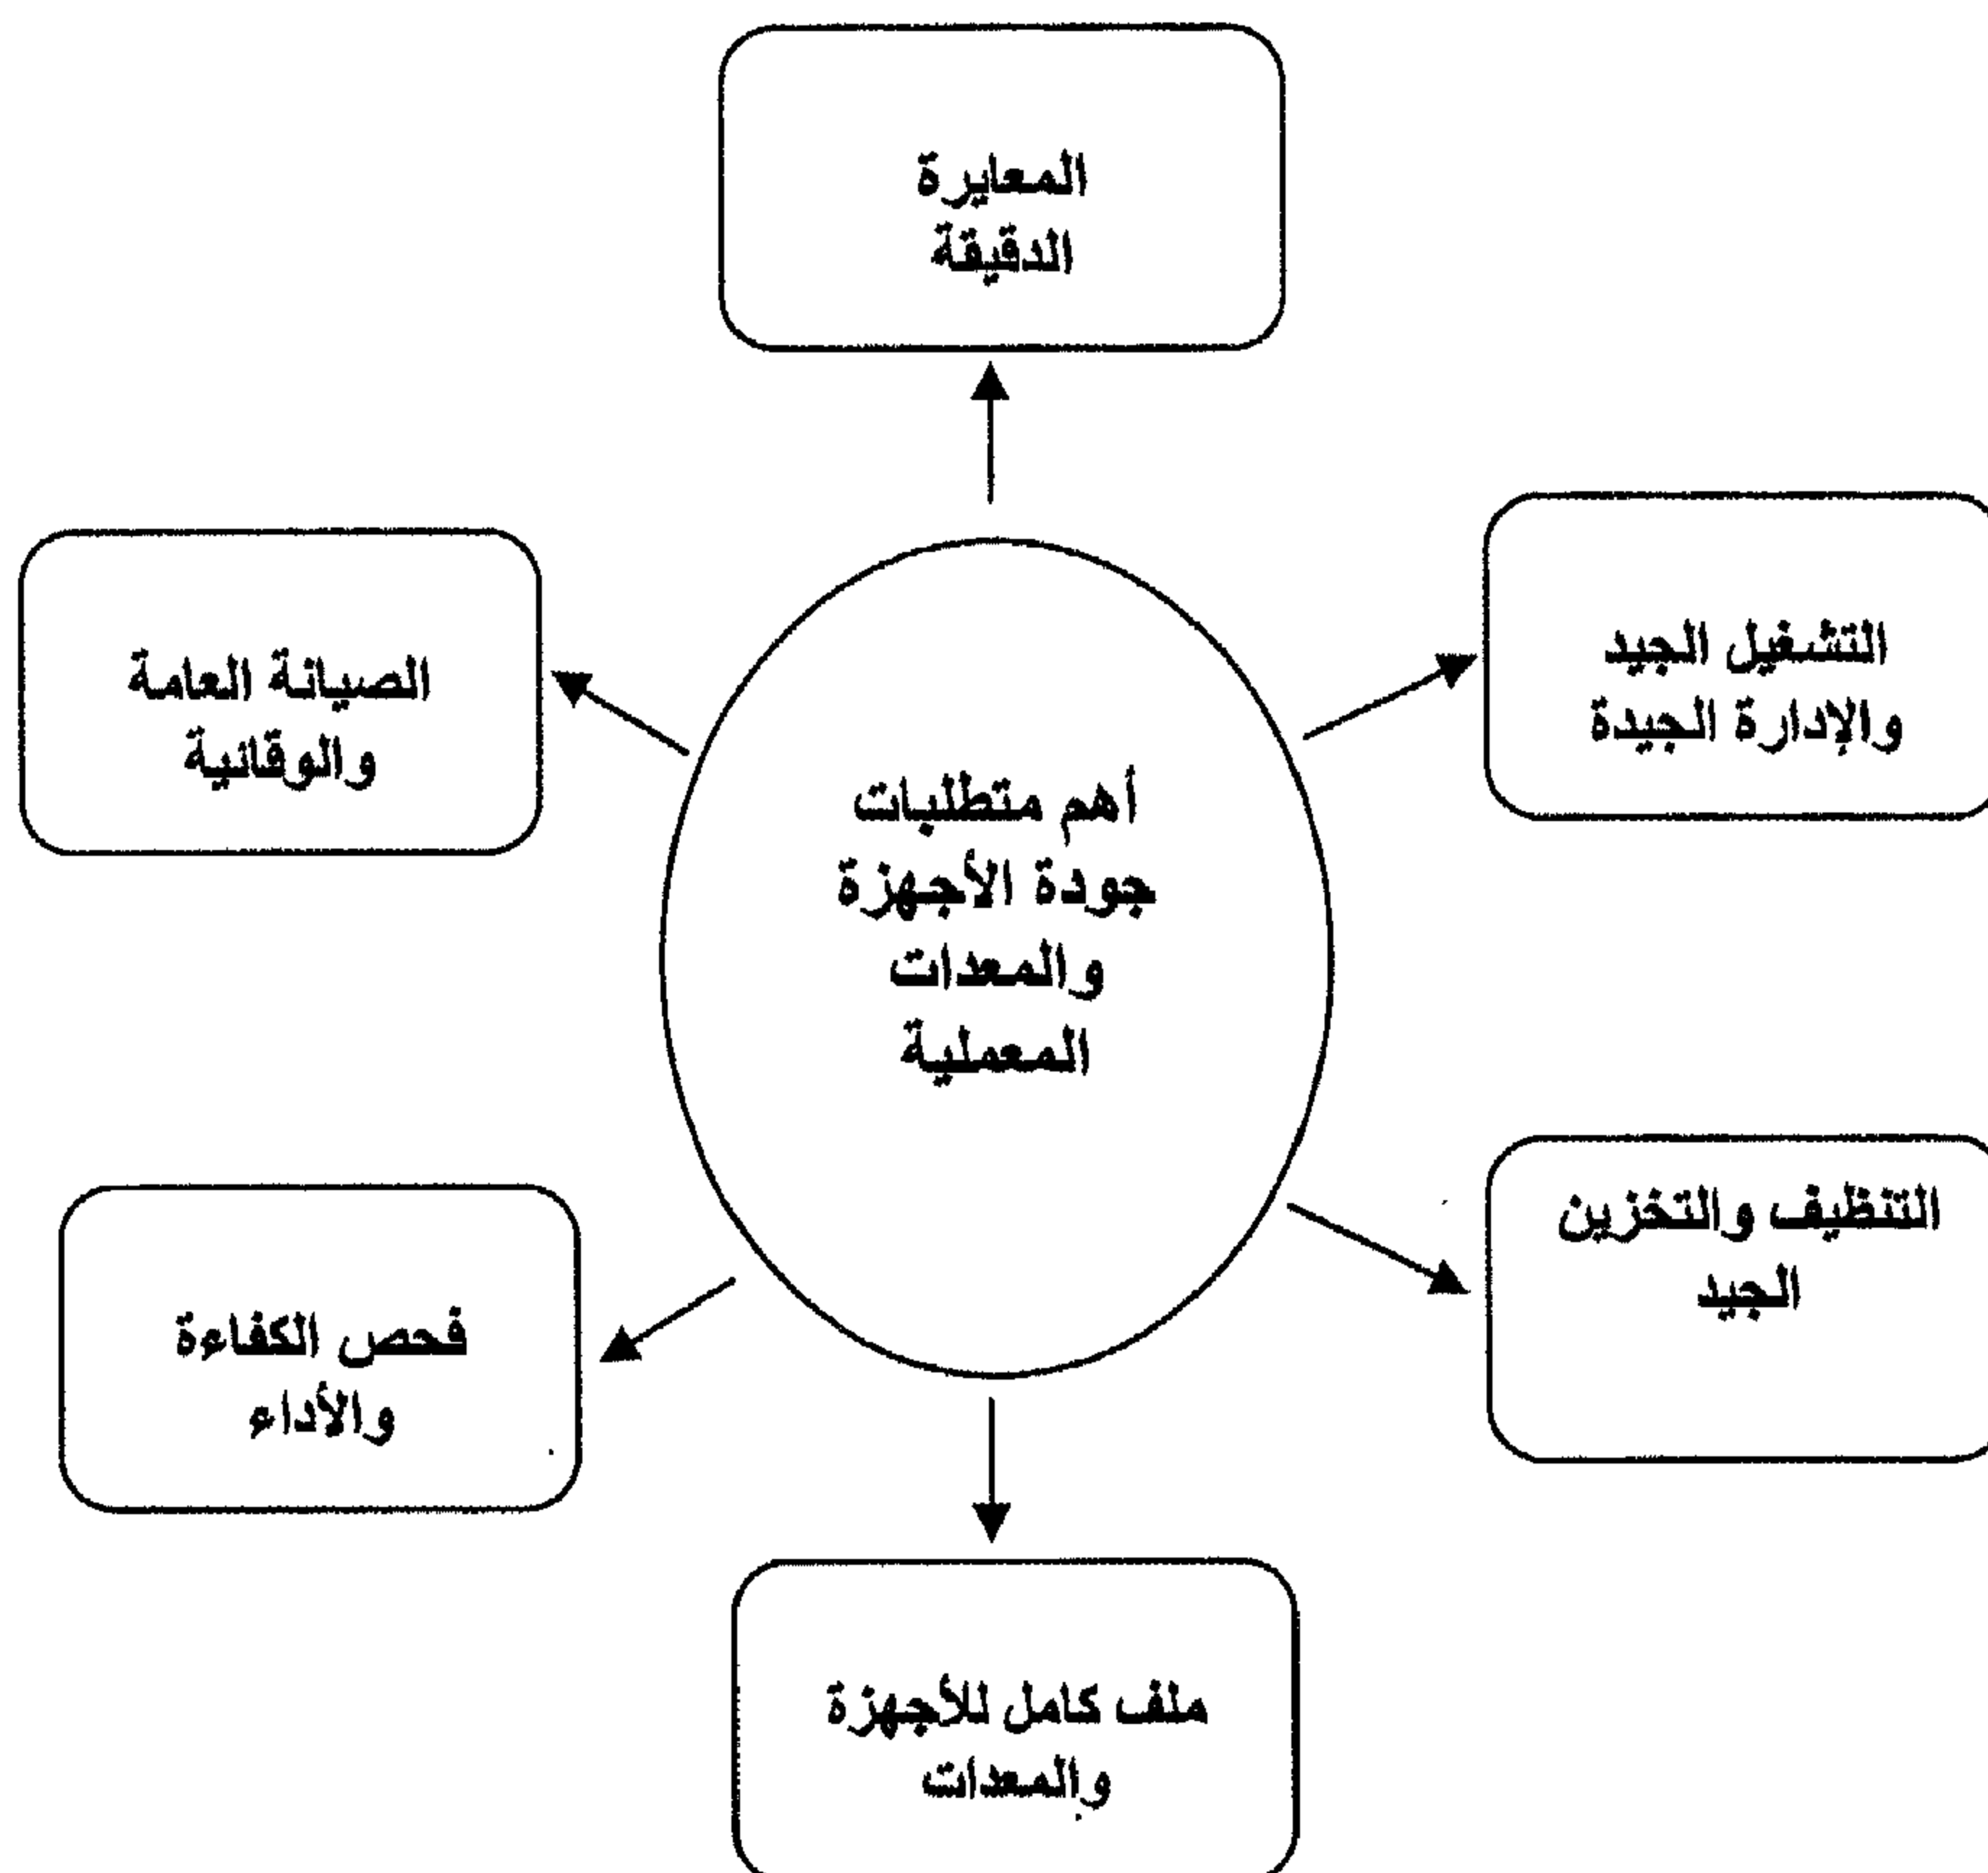 المعايرة
الدقيقة
التشغيل الجيد
والإدارة الجيدة
الصيانة العامة
والوقائية
أهم متطلبات
جودة الأجهزة
والمعدات
المعملية
التنظيف والتخزين
الجيد
فحص الكفاءة
والأداء
ملف كامل للأجهزة
والمعدات